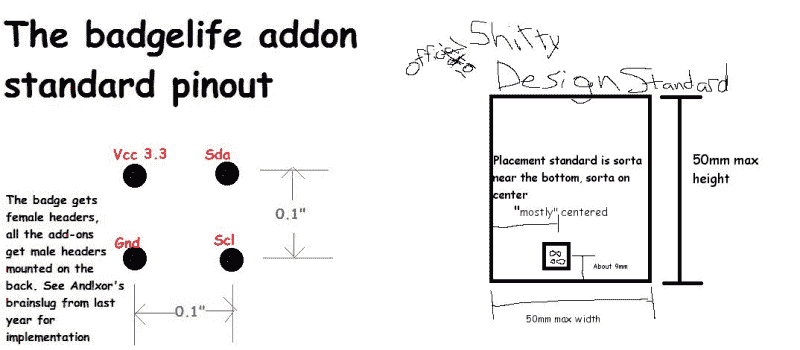 The badgelife addon
standard pinout
Vcc 3.3
Sda
0.1"
Gnd
Scl
0.1"
The badge gets
female headers,
all the add-ons
get male headers
mounted on the
back. See AndIxor's
brainslug from last
year for
implementation
official
Shitty
Design Standard
Placement standard is sorta
near the bottom, sorta on
center
"mostly" centered
About 9mm
50mm max
height
50mm max width